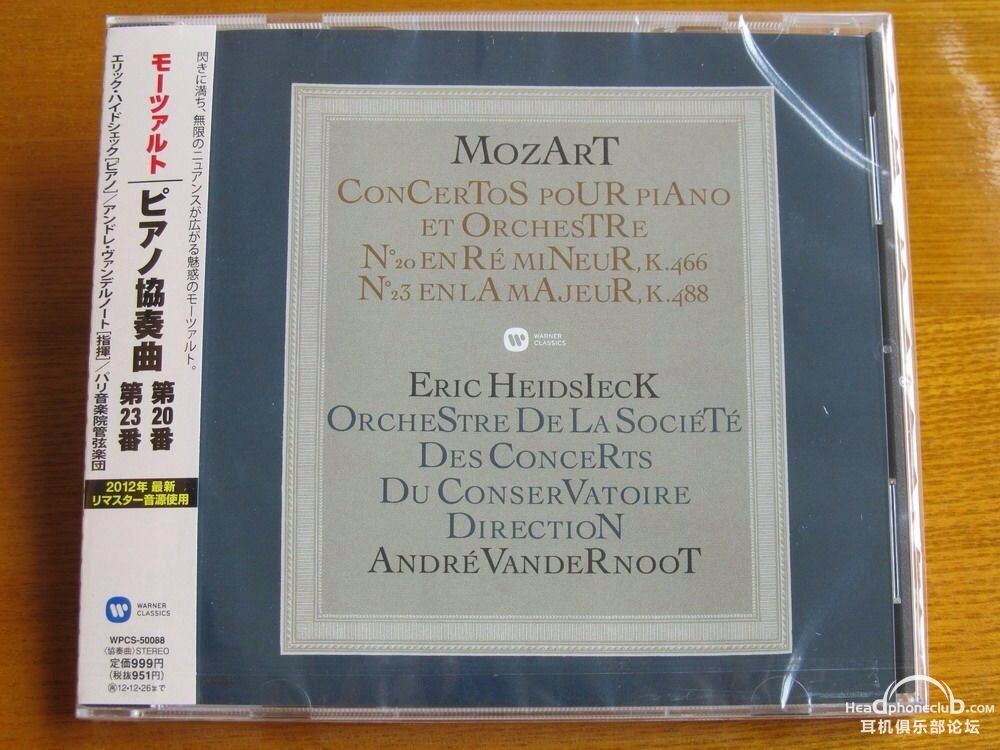 閃きに満ち、無限のニュアンスが広がる魅惑のモーツァルト。
モーツァルト
ピアノ協奏曲
第20番
第23番
エリック・ハイドシェック[ピアノ]／アンドレ・ヴァンデルノート[指揮]／パリ音楽院管弦楽団
2012年 最新
リマスター音源使用
WARNER
CLASSICS
WPCS-50088
〈協奏曲〉STEREO
定価999円
(税抜951円)
Ⓨ12・12・26まで
MOZART
CONCERTOS POUR PIANO
ET ORCHESTRE
N°20 EN RÉ MINEUR, K.466
N°23 EN LA MAJEUR, K.488
WARNER
CLASSICS
ERIC HEIDSIECK
ORCHESTRE DE LA SOCIÉTÉ
DES CONCERTS
DU CONSERVATOIRE
DIRECTION
ANDRÉ VANDERNOOT
HeadphoneclubD.com
耳机俱乐部论坛